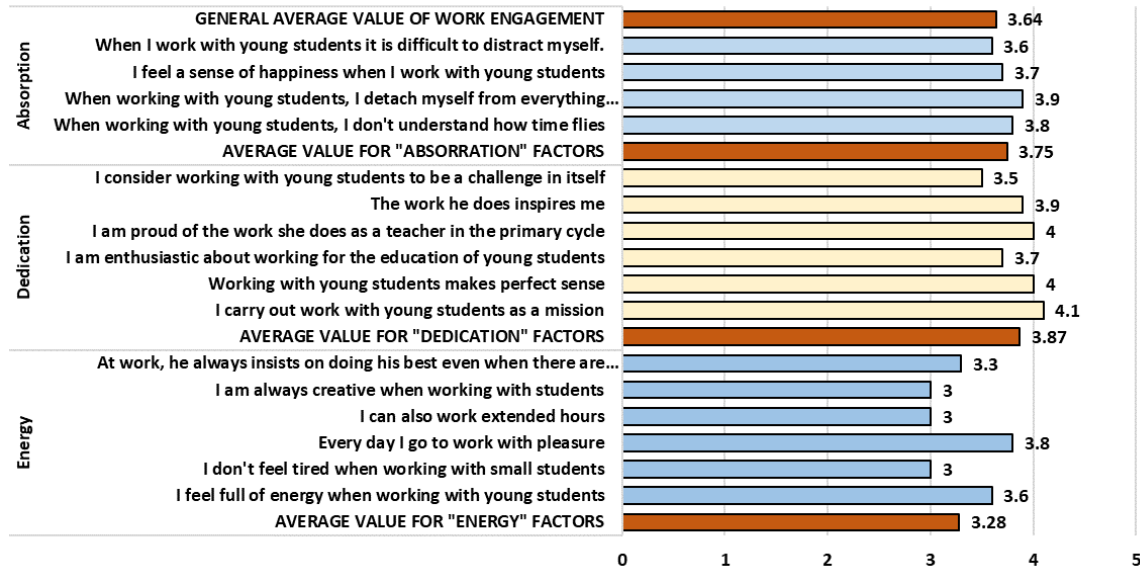 Absorption
GENERAL AVERAGE VALUE OF WORK ENGAGEMENT 3.64
When I work with young students it is difficult to distract myself. 3.6
I feel a sense of happiness when I work with young students 3.7
When working with young students, I detach myself from everything... 3.9
When working with young students, I don't understand how time flies 3.8
AVERAGE VALUE FOR "ABSORRATION" FACTORS 3.75
Dedication
I consider working with young students to be a challenge in itself 3.5
The work he does inspires me 3.9
I am proud of the work she does as a teacher in the primary cycle 4
I am enthusiastic about working for the education of young students 3.7
Working with young students makes perfect sense 4
I carry out work with young students as a mission 4.1
AVERAGE VALUE FOR "DEDICATION" FACTORS 3.87
Energy
At work, he always insists on doing his best even when there are... 3.3
I am always creative when working with students 3
I can also work extended hours 3
Every day I go to work with pleasure 3.8
I don't feel tired when working with small students 3
I feel full of energy when working with young students 3.6
AVERAGE VALUE FOR "ENERGY" FACTORS 3.28
0 1 2 3 4 5